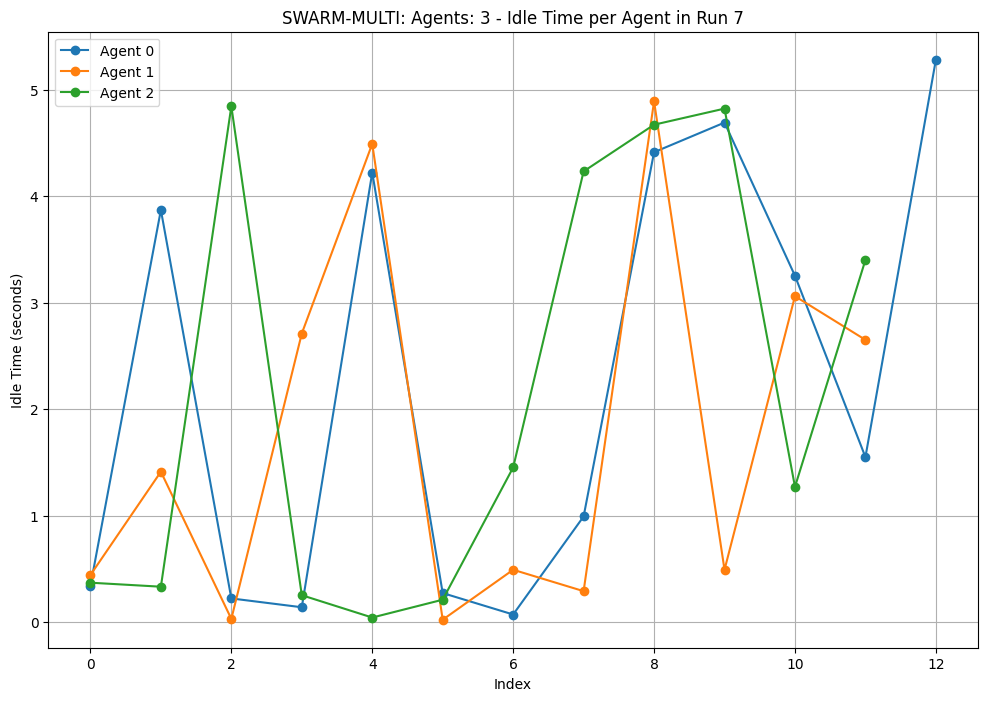 SWARM-MULTI: Agents: 3 - Idle Time per Agent in Run 7
Agent 0
Agent 1
Agent 2
Idle Time (seconds)
5
4
3
2
1
0
0 2 4 6 8 10 12
Index